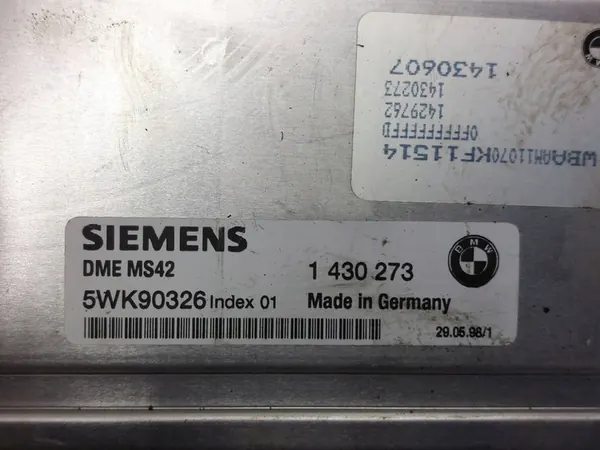 WBAAM11070KF11514
0FFFFFFFFD
1429762
1430273
1430607
SIEMENS
DME MS42
1 430 273
BMW
5WK90326 Index 01
Made in Germany
29.05.98/1